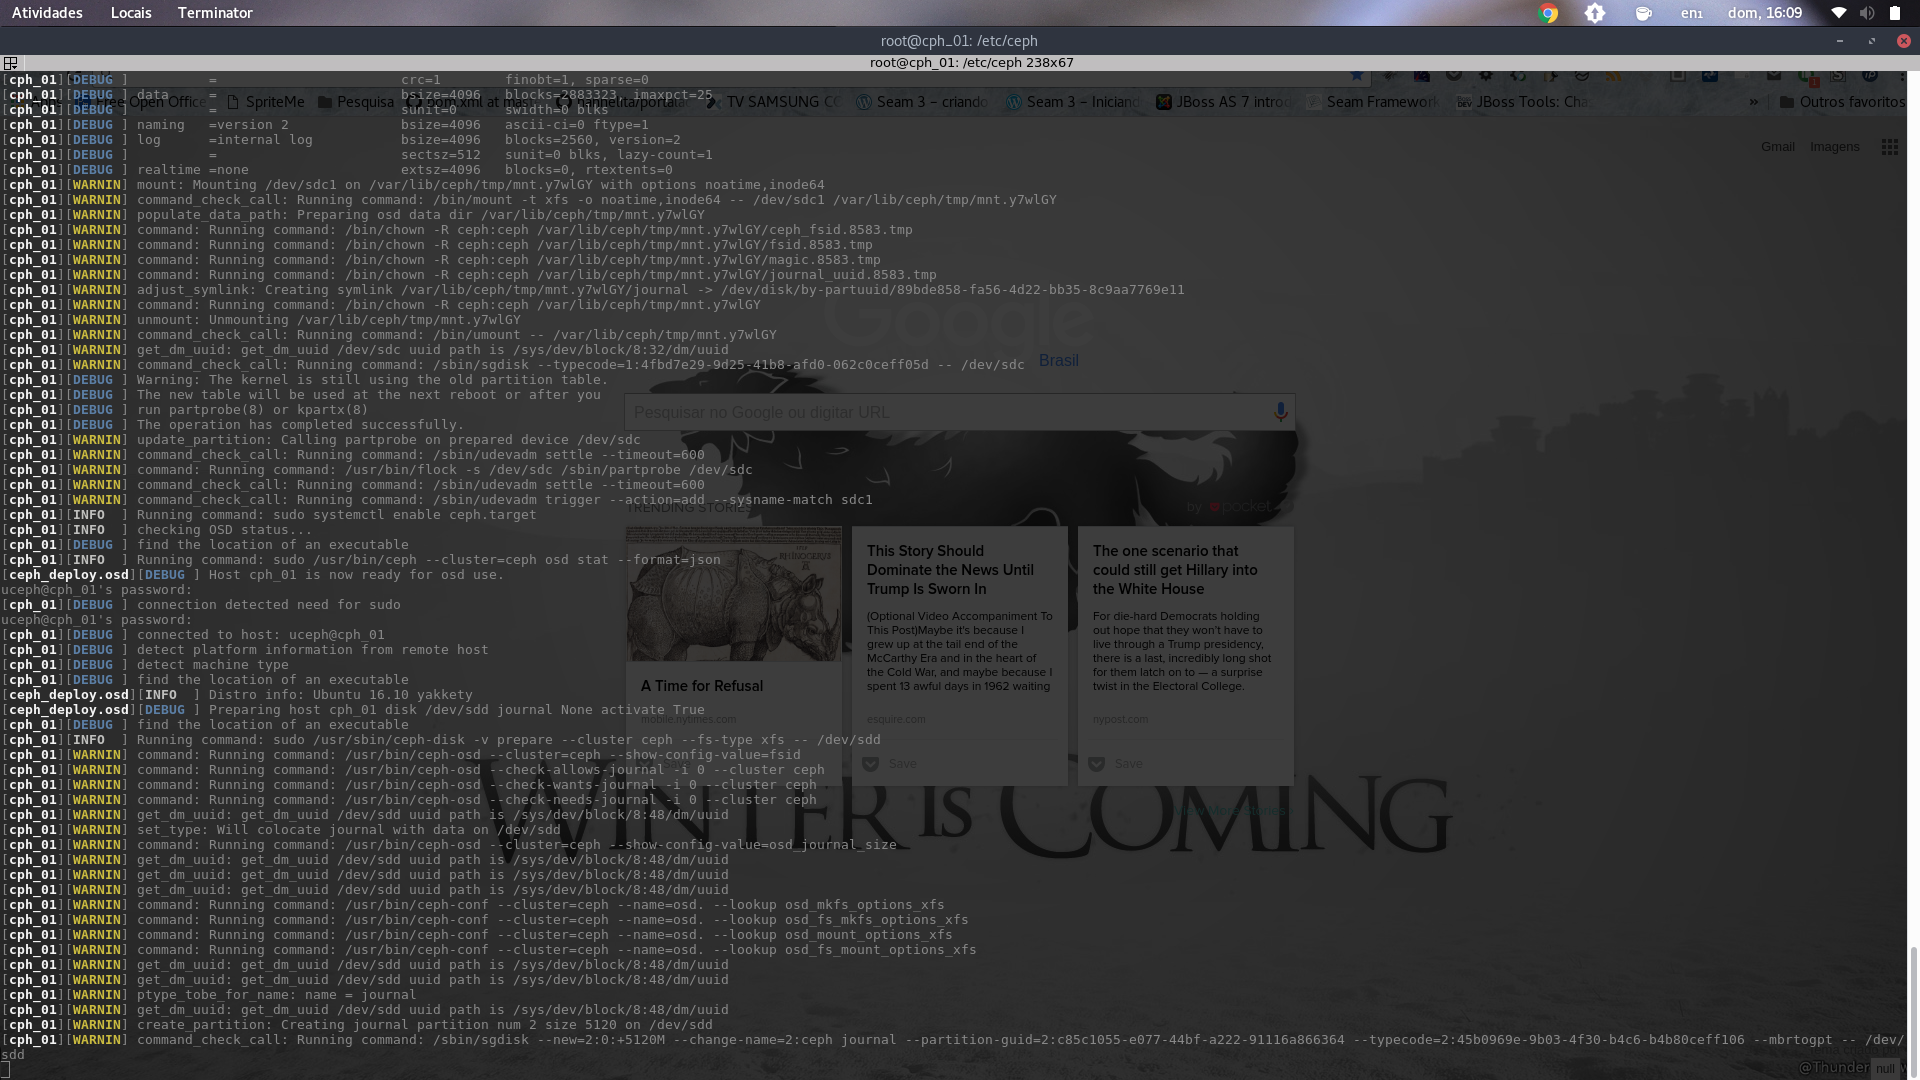 Atividades Locais Terminator en₁ dom, 16:09
root@cph_01: /etc/ceph
root@cph_01: /etc/ceph 238x67
[cph_01][DEBUG ]          =                       crc=1        finobt=1, sparse=0
[cph_01][DEBUG ] data     =                       bsize=4096   blocks=2883323, imaxpct=25
[cph_01][DEBUG ]          =                       sunit=0      swidth=0 blks
[cph_01][DEBUG ] naming   =version 2              bsize=4096   ascii-ci=0 ftype=1
[cph_01][DEBUG ] log      =internal log           bsize=4096   blocks=2560, version=2
[cph_01][DEBUG ]          =                       sectsz=512   sunit=0 blks, lazy-count=1
[cph_01][DEBUG ] realtime =none                   extsz=4096   blocks=0, rtextents=0
[cph_01][WARNIN] mount: Mounting /dev/sdc1 on /var/lib/ceph/tmp/mnt.y7wlGY with options noatime,inode64
[cph_01][WARNIN] command_check_call: Running command: /bin/mount -t xfs -o noatime,inode64 -- /dev/sdc1 /var/lib/ceph/tmp/mnt.y7wlGY
[cph_01][WARNIN] populate_data_path: Preparing osd data dir /var/lib/ceph/tmp/mnt.y7wlGY
[cph_01][WARNIN] command: Running command: /bin/chown -R ceph:ceph /var/lib/ceph/tmp/mnt.y7wlGY/ceph_fsid.8583.tmp
[cph_01][WARNIN] command: Running command: /bin/chown -R ceph:ceph /var/lib/ceph/tmp/mnt.y7wlGY/fsid.8583.tmp
[cph_01][WARNIN] command: Running command: /bin/chown -R ceph:ceph /var/lib/ceph/tmp/mnt.y7wlGY/magic.8583.tmp
[cph_01][WARNIN] command: Running command: /bin/chown -R ceph:ceph /var/lib/ceph/tmp/mnt.y7wlGY/journal_uuid.8583.tmp
[cph_01][WARNIN] adjust_symlink: Creating symlink /var/lib/ceph/tmp/mnt.y7wlGY/journal -> /dev/disk/by-partuuid/89bde858-fa56-4d22-bb35-8c9aa7769e11
[cph_01][WARNIN] command: Running command: /bin/chown -R ceph:ceph /var/lib/ceph/tmp/mnt.y7wlGY
[cph_01][WARNIN] unmount: Unmounting /var/lib/ceph/tmp/mnt.y7wlGY
[cph_01][WARNIN] command_check_call: Running command: /bin/umount -- /var/lib/ceph/tmp/mnt.y7wlGY
[cph_01][WARNIN] get_dm_uuid: get_dm_uuid /dev/sdc uuid path is /sys/dev/block/8:32/dm/uuid
[cph_01][WARNIN] command_check_call: Running command: /sbin/sgdisk --typecode=1:4fbd7e29-9d25-41b8-afd0-062c0ceff05d -- /dev/sdc
[cph_01][DEBUG ] Warning: The kernel is still using the old partition table.
[cph_01][DEBUG ] The new table will be used at the next reboot or after you
[cph_01][DEBUG ] run partprobe(8) or kpartx(8)
[cph_01][DEBUG ] The operation has completed successfully.
[cph_01][WARNIN] update_partition: Calling partprobe on prepared device /dev/sdc
[cph_01][WARNIN] command_check_call: Running command: /sbin/udevadm settle --timeout=600
[cph_01][WARNIN] command: Running command: /usr/bin/flock -s /dev/sdc /sbin/partprobe /dev/sdc
[cph_01][WARNIN] command_check_call: Running command: /sbin/udevadm settle --timeout=600
[cph_01][WARNIN] command_check_call: Running command: /sbin/udevadm trigger --action=add --sysname-match sdc1
[cph_01][INFO  ] Running command: sudo systemctl enable ceph.target
[cph_01][INFO  ] checking OSD status...
[cph_01][DEBUG ] find the location of an executable
[cph_01][INFO  ] Running command: sudo /usr/bin/ceph --cluster=ceph osd stat --format=json
[ceph_deploy.osd][DEBUG ] Host cph_01 is now ready for osd use.
uceph@cph_01's password:
[cph_01][DEBUG ] connection detected need for sudo
uceph@cph_01's password:
[cph_01][DEBUG ] connected to host: uceph@cph_01
[cph_01][DEBUG ] detect platform information from remote host
[cph_01][DEBUG ] detect machine type
[cph_01][DEBUG ] find the location of an executable
[ceph_deploy.osd][INFO  ] Distro info: Ubuntu 16.10 yakkety
[ceph_deploy.osd][DEBUG ] Preparing host cph_01 disk /dev/sdd journal None activate True
[cph_01][DEBUG ] find the location of an executable
[cph_01][INFO  ] Running command: sudo /usr/sbin/ceph-disk -v prepare --cluster ceph --fs-type xfs -- /dev/sdd
[cph_01][WARNIN] command: Running command: /usr/bin/ceph-osd --cluster=ceph --show-config-value=fsid
[cph_01][WARNIN] command: Running command: /usr/bin/ceph-osd --check-allows-journal -i 0 --cluster ceph
[cph_01][WARNIN] command: Running command: /usr/bin/ceph-osd --check-wants-journal -i 0 --cluster ceph
[cph_01][WARNIN] command: Running command: /usr/bin/ceph-osd --check-needs-journal -i 0 --cluster ceph
[cph_01][WARNIN] get_dm_uuid: get_dm_uuid /dev/sdd uuid path is /sys/dev/block/8:48/dm/uuid
[cph_01][WARNIN] set_type: Will colocate journal with data on /dev/sdd
[cph_01][WARNIN] command: Running command: /usr/bin/ceph-osd --cluster=ceph --show-config-value=osd_journal_size
[cph_01][WARNIN] get_dm_uuid: get_dm_uuid /dev/sdd uuid path is /sys/dev/block/8:48/dm/uuid
[cph_01][WARNIN] get_dm_uuid: get_dm_uuid /dev/sdd uuid path is /sys/dev/block/8:48/dm/uuid
[cph_01][WARNIN] get_dm_uuid: get_dm_uuid /dev/sdd uuid path is /sys/dev/block/8:48/dm/uuid
[cph_01][WARNIN] command: Running command: /usr/bin/ceph-conf --cluster=ceph --name=osd. --lookup osd_mkfs_options_xfs
[cph_01][WARNIN] command: Running command: /usr/bin/ceph-conf --cluster=ceph --name=osd. --lookup osd_fs_mkfs_options_xfs
[cph_01][WARNIN] command: Running command: /usr/bin/ceph-conf --cluster=ceph --name=osd. --lookup osd_mount_options_xfs
[cph_01][WARNIN] command: Running command: /usr/bin/ceph-conf --cluster=ceph --name=osd. --lookup osd_fs_mount_options_xfs
[cph_01][WARNIN] get_dm_uuid: get_dm_uuid /dev/sdd uuid path is /sys/dev/block/8:48/dm/uuid
[cph_01][WARNIN] get_dm_uuid: get_dm_uuid /dev/sdd uuid path is /sys/dev/block/8:48/dm/uuid
[cph_01][WARNIN] ptype_tobe_for_name: name = journal
[cph_01][WARNIN] get_dm_uuid: get_dm_uuid /dev/sdd uuid path is /sys/dev/block/8:48/dm/uuid
[cph_01][WARNIN] create_partition: Creating journal partition num 2 size 5120 on /dev/sdd
[cph_01][WARNIN] command_check_call: Running command: /sbin/sgdisk --new=2:0:+5120M --change-name=2:ceph journal --partition-guid=2:c85c1055-e077-44bf-a222-91116a866364 --typecode=2:45b0969e-9b03-4f30-b4c6-b4b80ceff106 --mbrtogpt -- /dev/
sdd
Free Open Office SpriteMe Pesquisa pom xml at mas TV SAMSUNG CC Seam 3 – criando Seam 3 – Iniciand JBoss AS 7 introd Seam Framework JBoss Tools: Cha » Outros favoritos
Gmail Imagens
Google
Brasil
Pesquisar no Google ou digitar URL
TRENDING STORIES by pocket
A Time for Refusal
mobile.nytimes.com
This Story Should
Dominate the News Until
Trump Is Sworn In
(Optional Video Accompaniment To
This Post)Maybe it's because I
grew up at the tail end of the
McCarthy Era and in the heart of
the Cold War, and maybe because I
spent 13 awful days in 1962 waiting
esquire.com
Save
The one scenario that
could still get Hillary into
the White House
For die-hard Democrats holding
out hope that they won't have to
live through a Trump presidency,
there is a last, incredibly long shot
for them latch on to — a surprise
twist in the Electoral College.
nypost.com
Save
View More Stories
WINTER IS COMING
@Thunder null